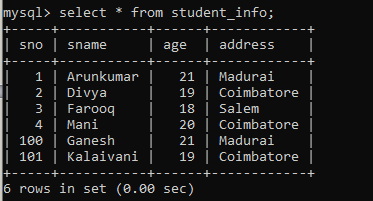 mysql> select * from student_info;
+-----+-----------+-----+------------+
| sno | sname     | age | address    |
+-----+-----------+-----+------------+
|   1 | Arunkumar |  21 | Madurai    |
|   2 | Divya     |  19 | Coimbatore |
|   3 | Farooq    |  18 | Salem      |
|   4 | Mani      |  20 | Coimbatore |
| 100 | Ganesh    |  21 | Madurai    |
| 101 | Kalaivani |  19 | Coimbatore |
+-----+-----------+-----+------------+
6 rows in set (0.00 sec)